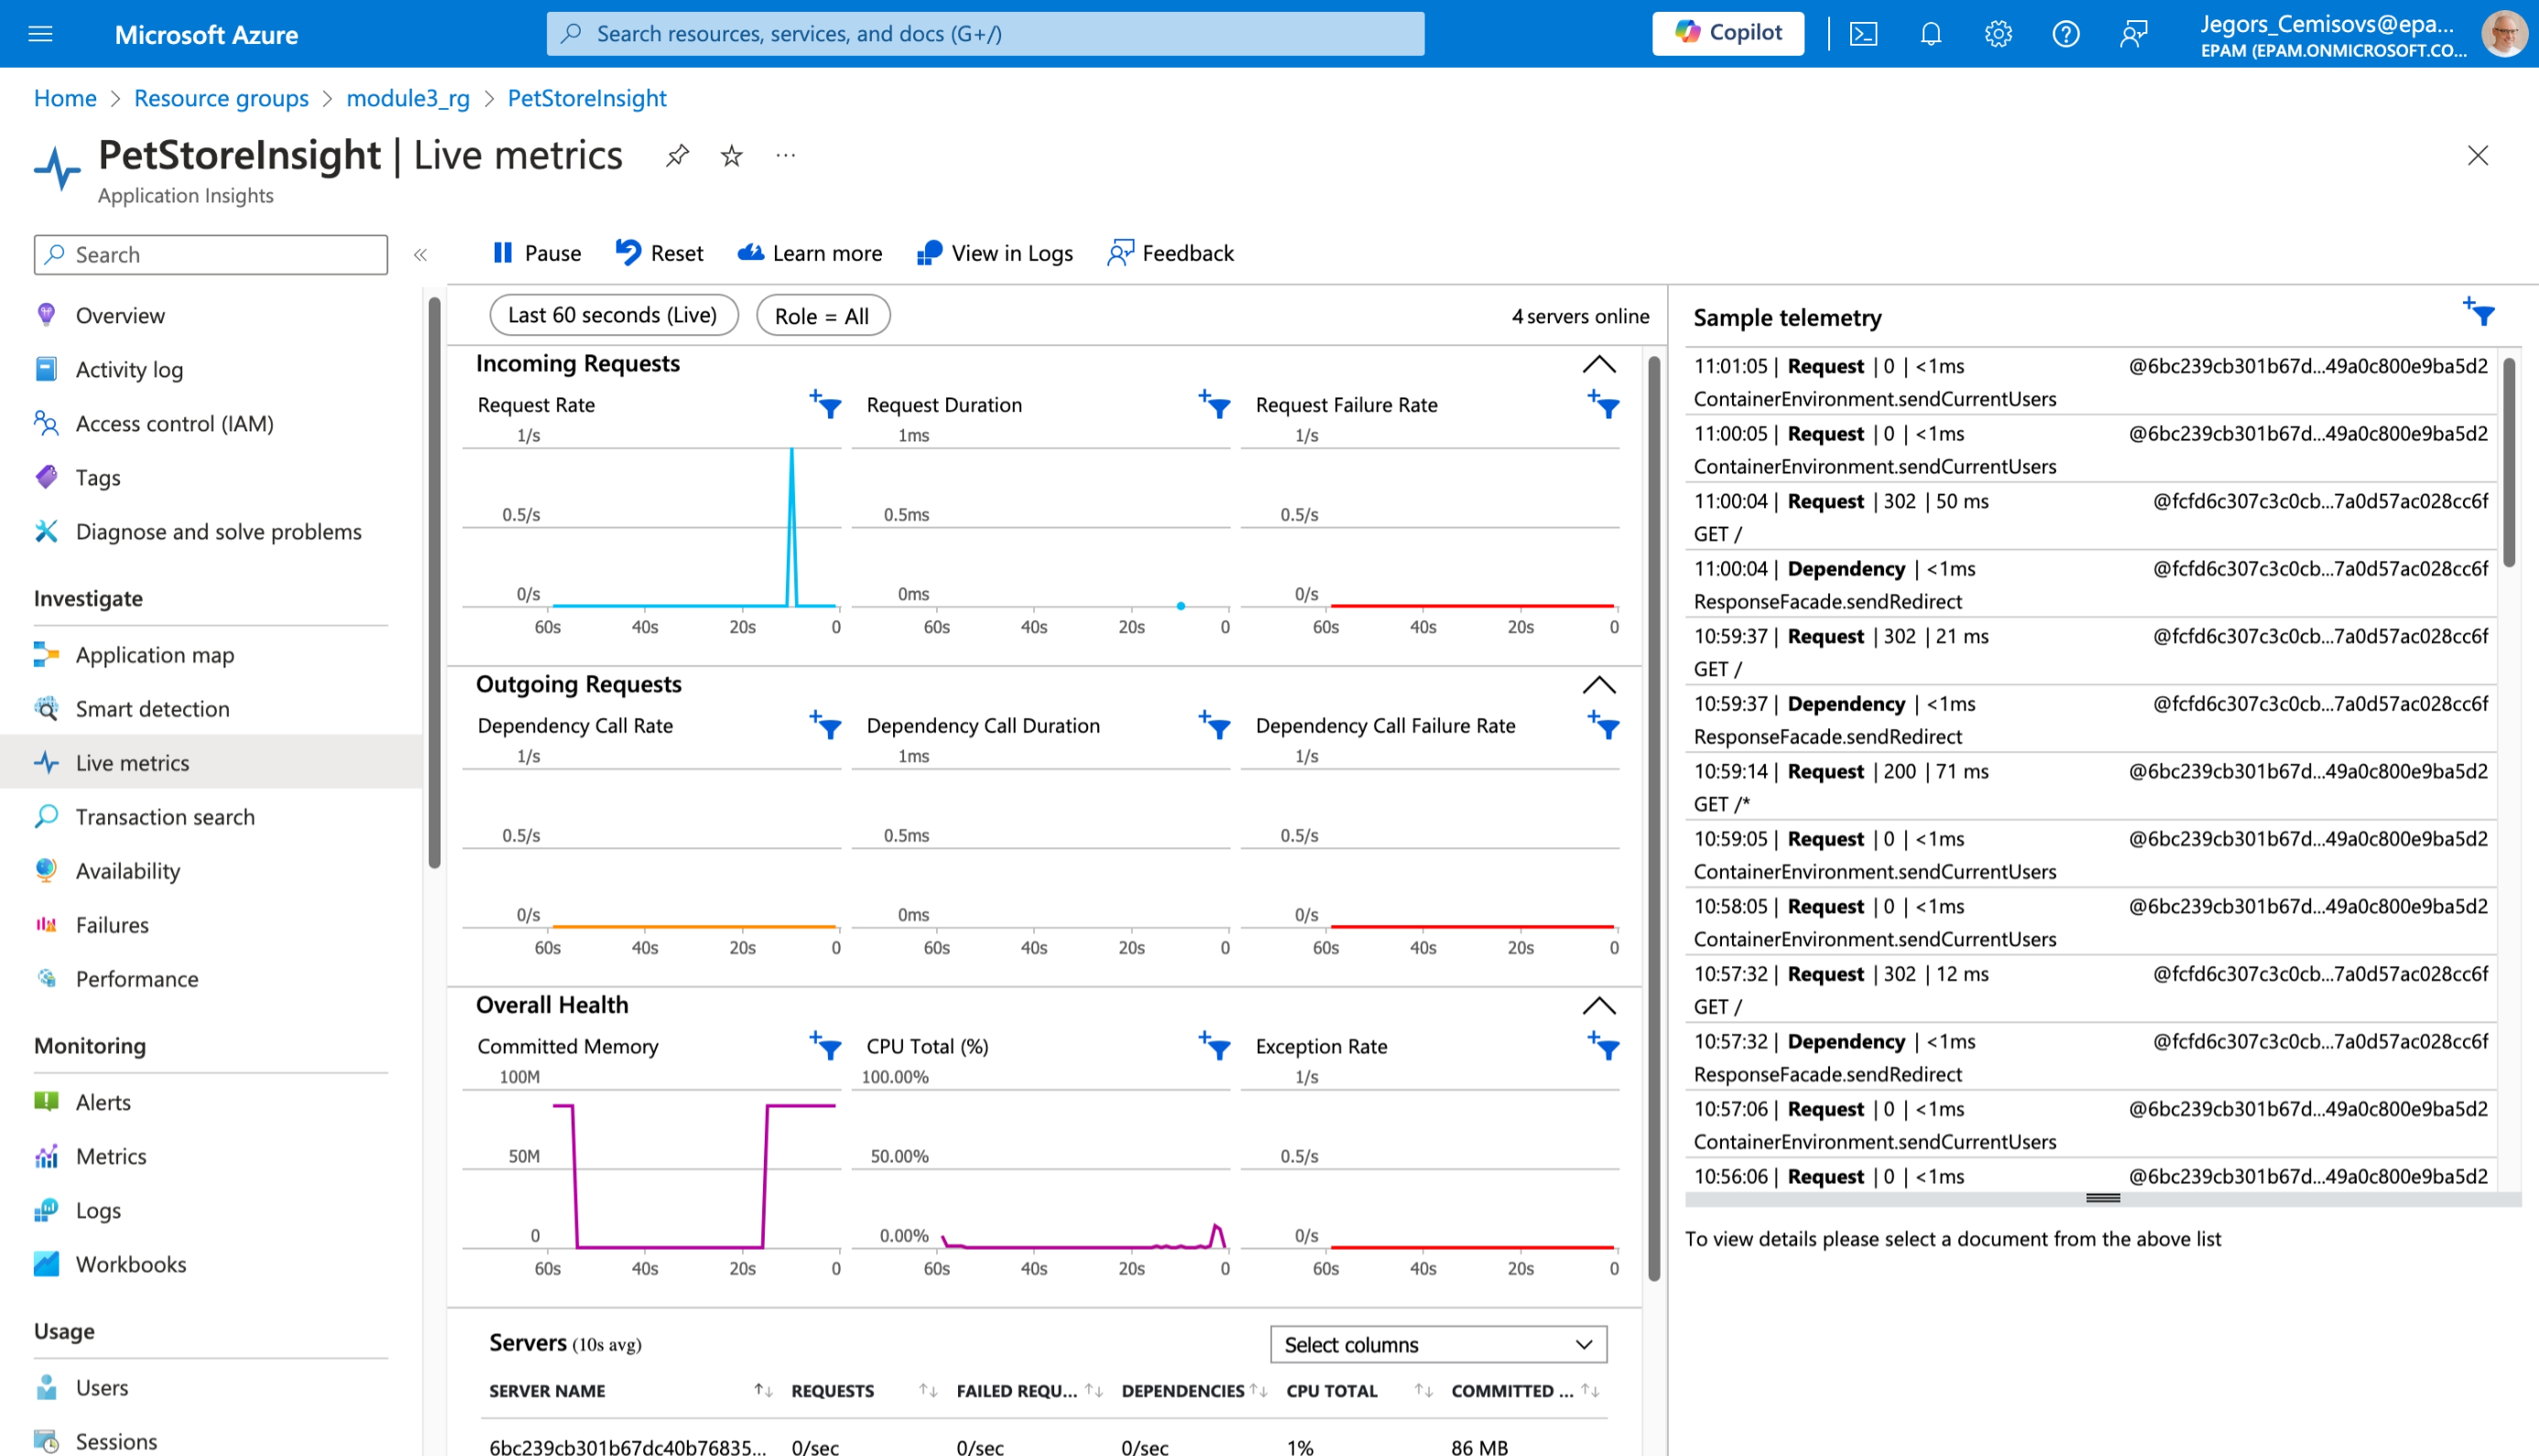 Microsoft Azure
Search resources, services, and docs (G+/)
Copilot
Jegors_Cemisovs@epa...
EPAM (EPAM.ONMICROSOFT.CO...
Home > Resource groups > module3_rg > PetStoreInsight
PetStoreInsight | Live metrics
Application Insights
Search
Overview
Activity log
Access control (IAM)
Tags
Diagnose and solve problems
Investigate
Application map
Smart detection
Live metrics
Transaction search
Availability
Failures
Performance
Monitoring
Alerts
Metrics
Logs
Workbooks
Usage
Users
Sessions
Pause Reset Learn more View in Logs Feedback
Last 60 seconds (Live) Role = All 4 servers online
Incoming Requests
Request Rate Request Duration Request Failure Rate
1/s 1ms 1/s
0.5/s 0.5ms 0.5/s
0/s 0ms 0/s
60s 40s 20s 0 60s 40s 20s 0 60s 40s 20s 0
Outgoing Requests
Dependency Call Rate Dependency Call Duration Dependency Call Failure Rate
1/s 1ms 1/s
0.5/s 0.5ms 0.5/s
0/s 0ms 0/s
60s 40s 20s 0 60s 40s 20s 0 60s 40s 20s 0
Overall Health
Committed Memory CPU Total (%) Exception Rate
100M 100.00% 1/s
50M 50.00% 0.5/s
0 0.00% 0/s
60s 40s 20s 0 60s 40s 20s 0 60s 40s 20s 0
Servers (10s avg) Select columns
SERVER NAME REQUESTS FAILED REQU... DEPENDENCIES CPU TOTAL COMMITTED ...
6bc239cb301b67dc40b76835... 0/sec 0/sec 0/sec 1% 86 MB
Sample telemetry
11:01:05 | Request | 0 | <1ms @6bc239cb301b67d...49a0c800e9ba5d2
ContainerEnvironment.sendCurrentUsers
11:00:05 | Request | 0 | <1ms @6bc239cb301b67d...49a0c800e9ba5d2
ContainerEnvironment.sendCurrentUsers
11:00:04 | Request | 302 | 50 ms @fcfd6c307c3c0cb...7a0d57ac028cc6f
GET /
11:00:04 | Dependency | <1ms @fcfd6c307c3c0cb...7a0d57ac028cc6f
ResponseFacade.sendRedirect
10:59:37 | Request | 302 | 21 ms @fcfd6c307c3c0cb...7a0d57ac028cc6f
GET /
10:59:37 | Dependency | <1ms @fcfd6c307c3c0cb...7a0d57ac028cc6f
ResponseFacade.sendRedirect
10:59:14 | Request | 200 | 71 ms @6bc239cb301b67d...49a0c800e9ba5d2
GET /*
10:59:05 | Request | 0 | <1ms @6bc239cb301b67d...49a0c800e9ba5d2
ContainerEnvironment.sendCurrentUsers
10:58:05 | Request | 0 | <1ms @6bc239cb301b67d...49a0c800e9ba5d2
ContainerEnvironment.sendCurrentUsers
10:57:32 | Request | 302 | 12 ms @fcfd6c307c3c0cb...7a0d57ac028cc6f
GET /
10:57:32 | Dependency | <1ms @fcfd6c307c3c0cb...7a0d57ac028cc6f
ResponseFacade.sendRedirect
10:57:06 | Request | 0 | <1ms @6bc239cb301b67d...49a0c800e9ba5d2
ContainerEnvironment.sendCurrentUsers
10:56:06 | Request | 0 | <1ms @6bc239cb301b67d...49a0c800e9ba5d2
To view details please select a document from the above list